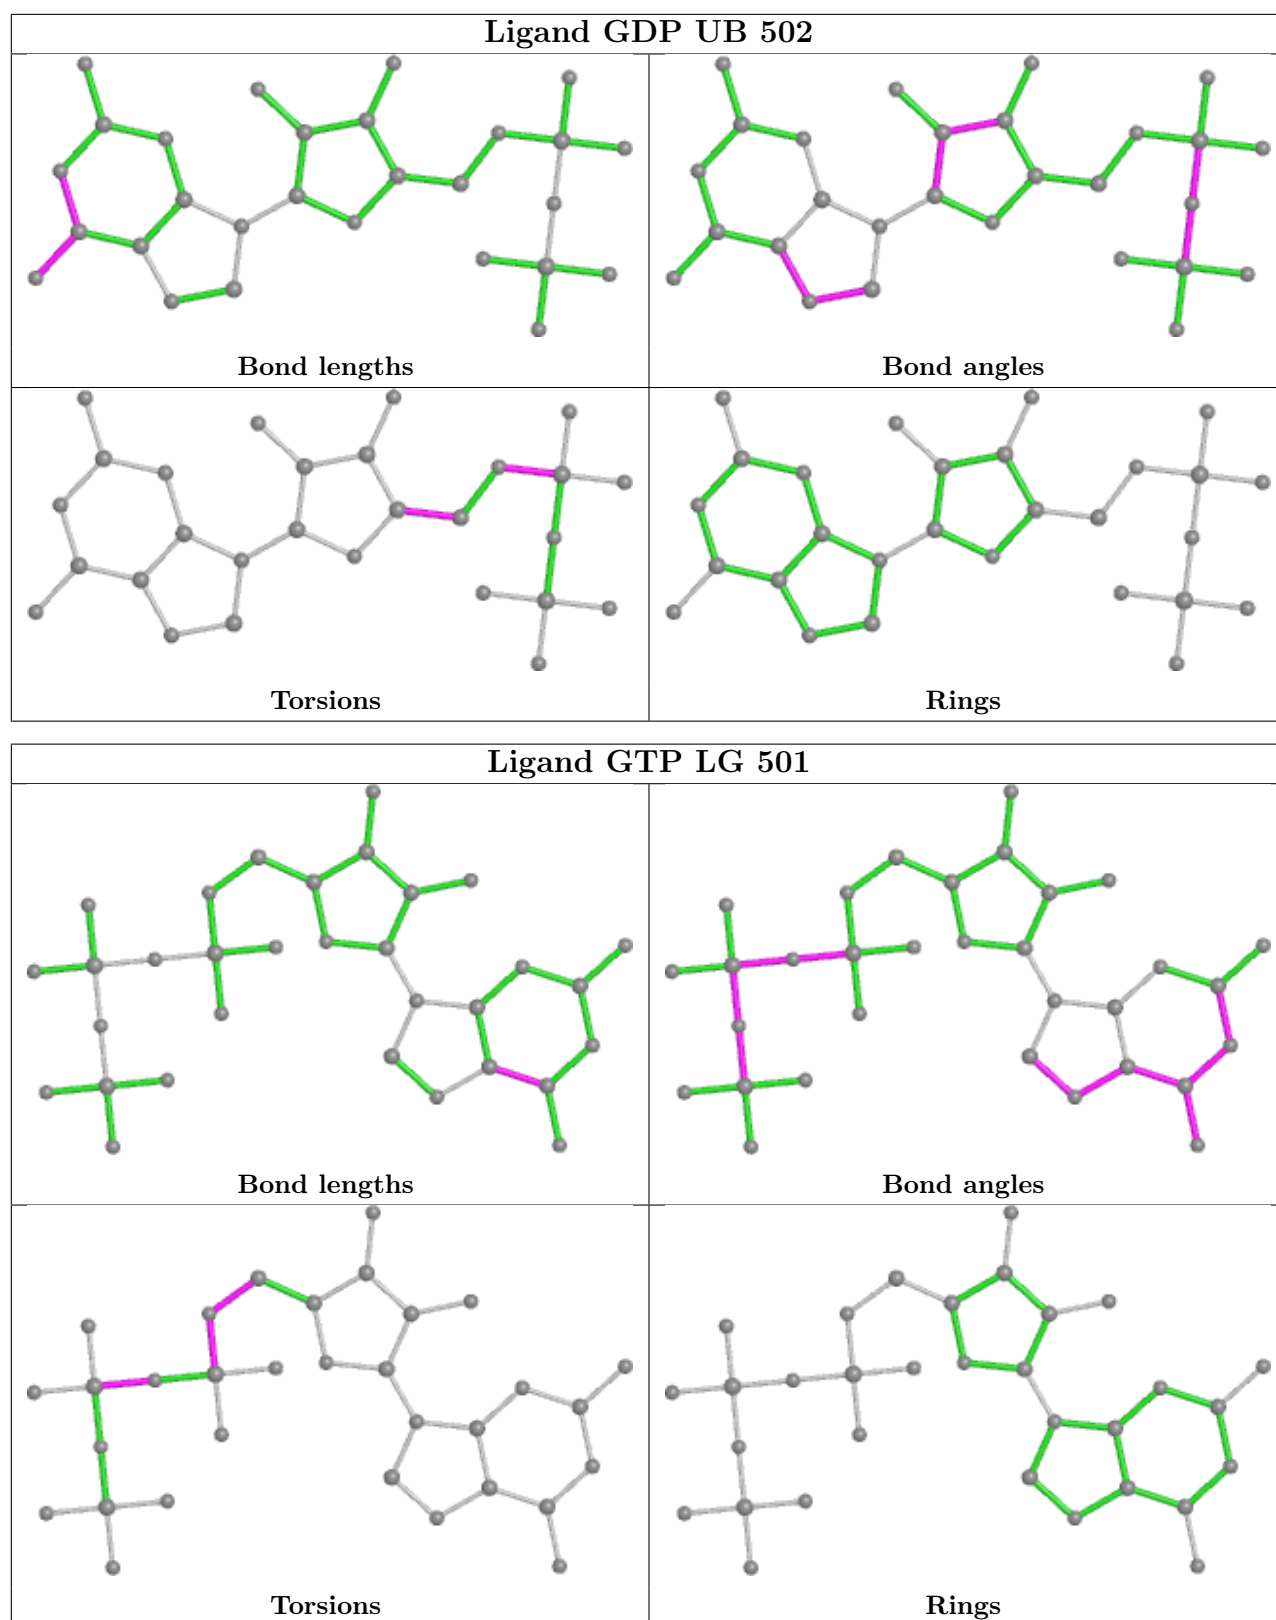 Ligand GDP UB 502
Bond lengths
Bond angles
Torsions
Rings
Ligand GTP LG 501
Bond lengths
Bond angles
Torsions
Rings